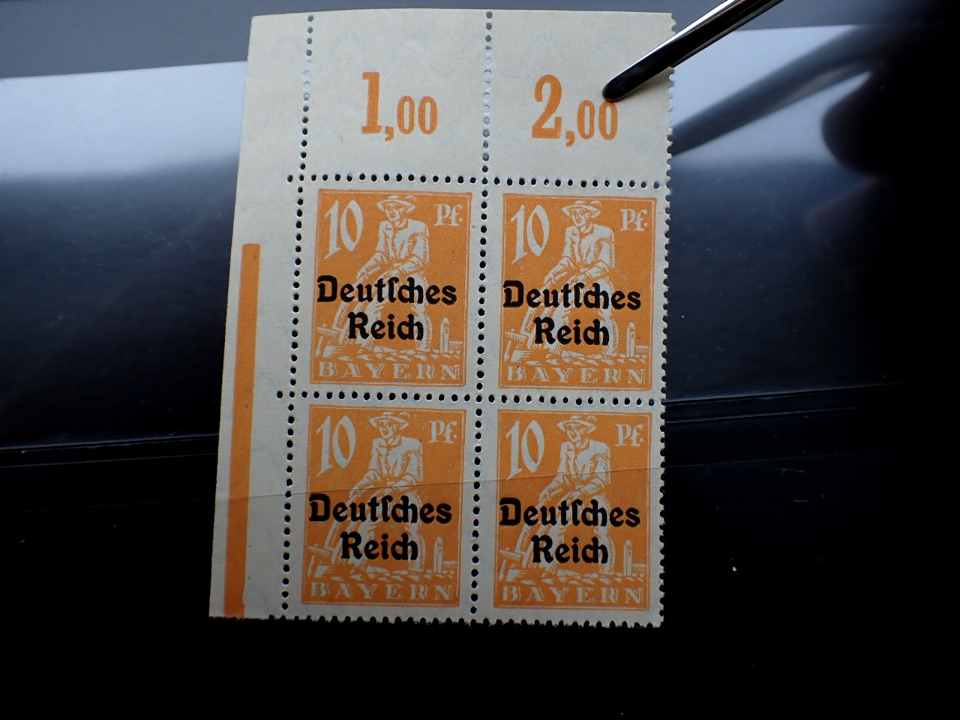 1,00 2,00
10 Pf. 10 Pf.
Deutſches Deutſches
Reich Reich
BAYERN BAYERN
10 Pf. 10 Pf.
Deutſches Deutſches
Reich Reich
BAYERN BAYERN